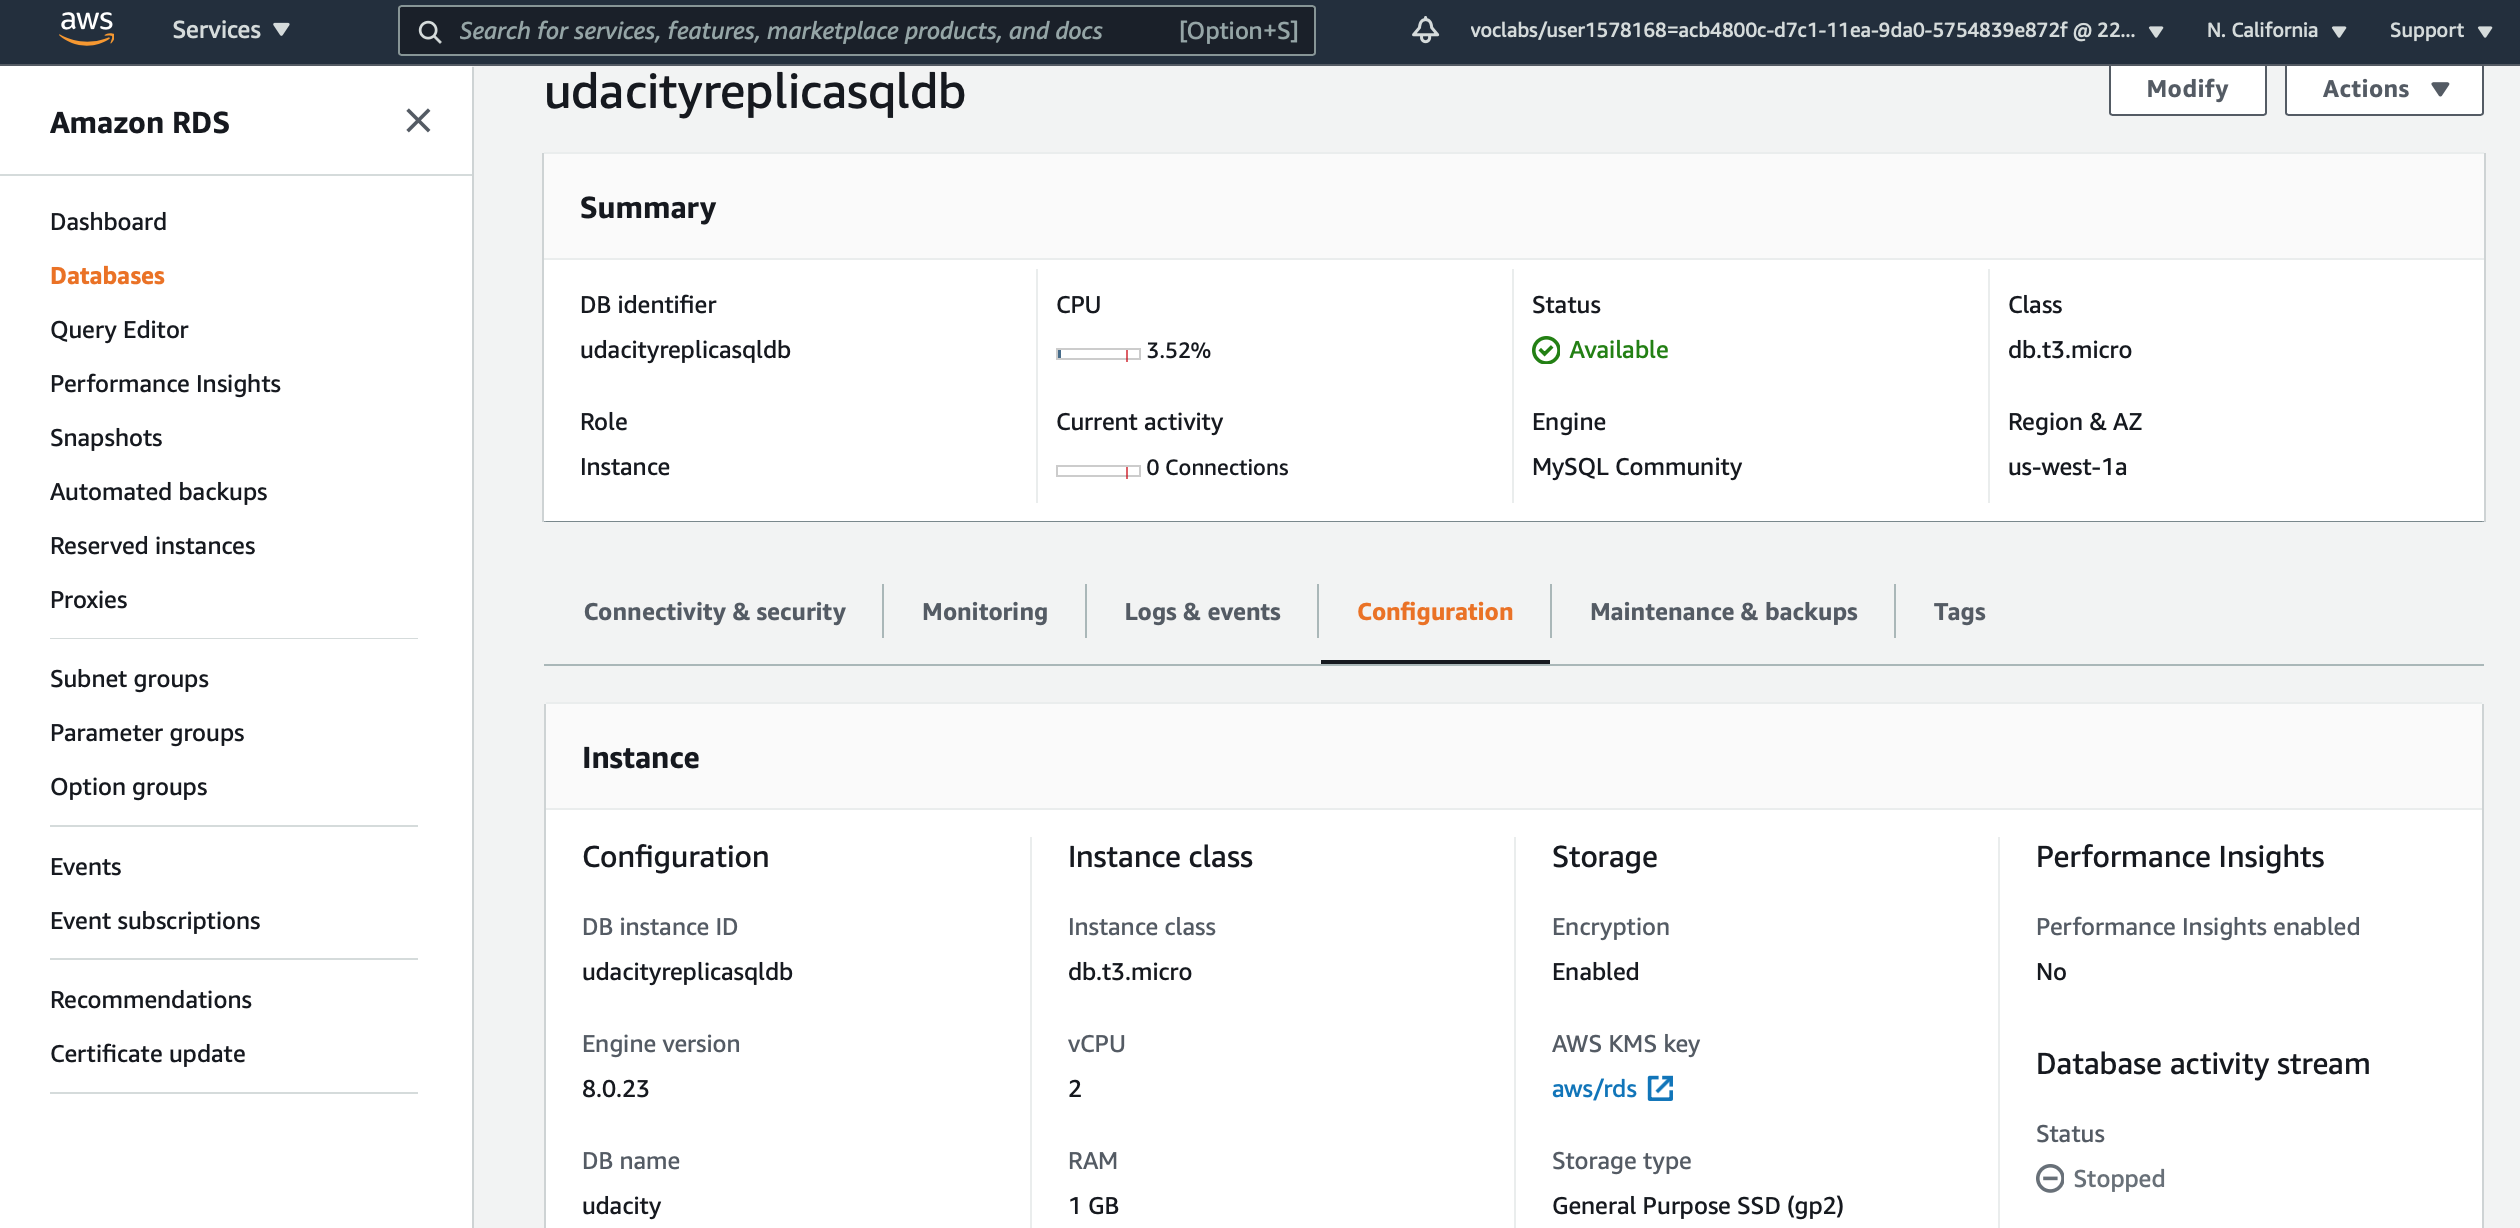 aws
Services
Search for services, features, marketplace products, and docs
[Option+S]
voclabs/user1578168=acb4800c-d7c1-11ea-9da0-5754839e872f @ 22...
N. California
Support
Amazon RDS
Dashboard
Databases
Query Editor
Performance Insights
Snapshots
Automated backups
Reserved instances
Proxies
Subnet groups
Parameter groups
Option groups
Events
Event subscriptions
Recommendations
Certificate update
udacityreplicasqldb
Modify
Actions
Summary
DB identifier
udacityreplicasqldb
CPU
3.52%
Status
Available
Class
db.t3.micro
Role
Instance
Current activity
0 Connections
Engine
MySQL Community
Region & AZ
us-west-1a
Connectivity & security
Monitoring
Logs & events
Configuration
Maintenance & backups
Tags
Instance
Configuration
DB instance ID
udacityreplicasqldb
Engine version
8.0.23
DB name
udacity
Instance class
Instance class
db.t3.micro
vCPU
2
RAM
1 GB
Storage
Encryption
Enabled
AWS KMS key
aws/rds
Storage type
General Purpose SSD (gp2)
Performance Insights
Performance Insights enabled
No
Database activity stream
Status
Stopped